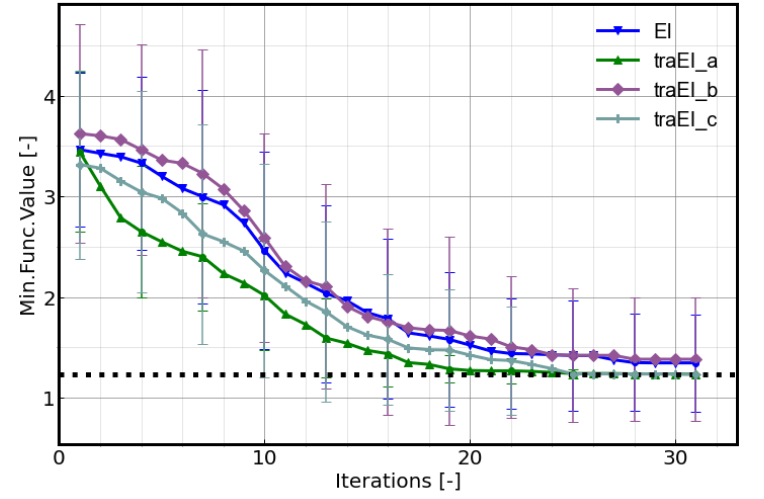 EI
traEI_a
traEI_b
traEI_c
Min.Func.Value [-]
4
3
2
1
0
10
20
30
Iterations [-]